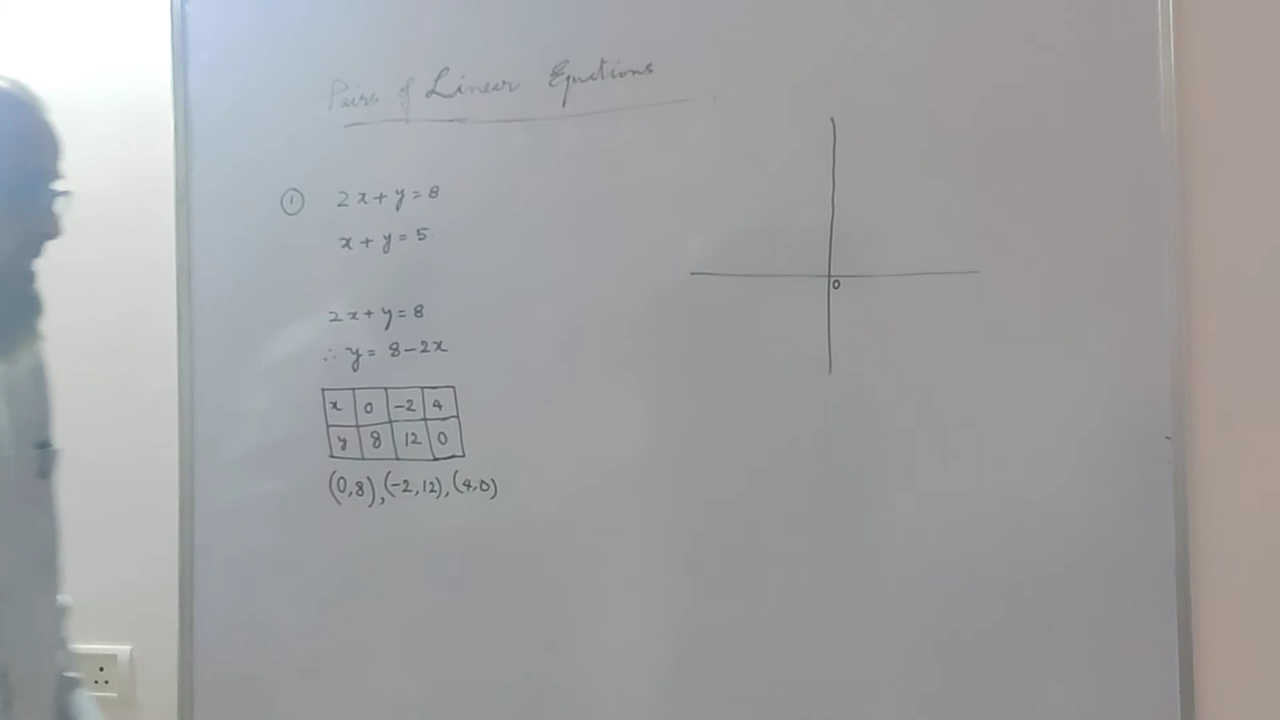 Pairs of Linear Equations
① 2x + y = 8
x + y = 5
2x + y = 8
∴ y = 8 - 2x
x 0 -2 4
y 8 12 0
(0,8), (-2,12), (4,0)
0